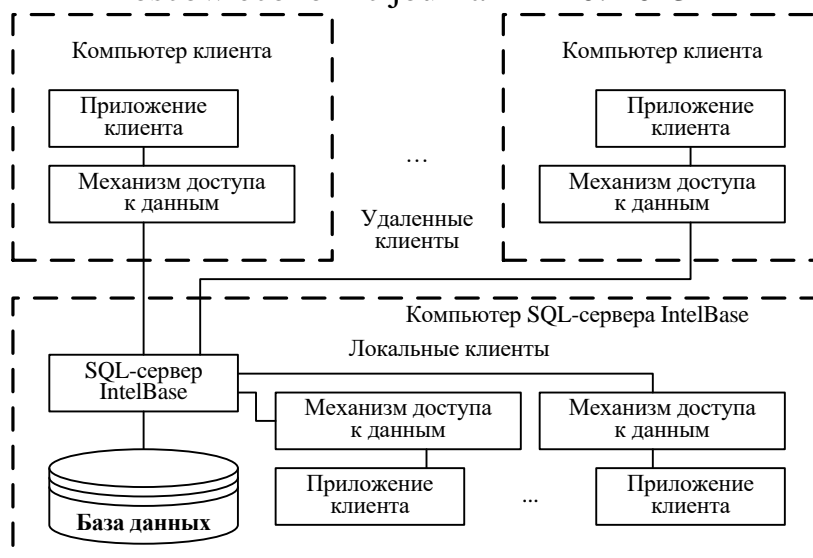 Компьютер клиента
Компьютер клиента
Приложение
клиента
Приложение
клиента
...
Механизм доступа
к данным
Механизм доступа
к данным
Удаленные
клиенты
Компьютер SQL-сервера IntelBase
Локальные клиенты
SQL-сервер
IntelBase
Механизм доступа
к данным
Механизм доступа
к данным
Приложение
клиента
...
Приложение
клиента
База данных